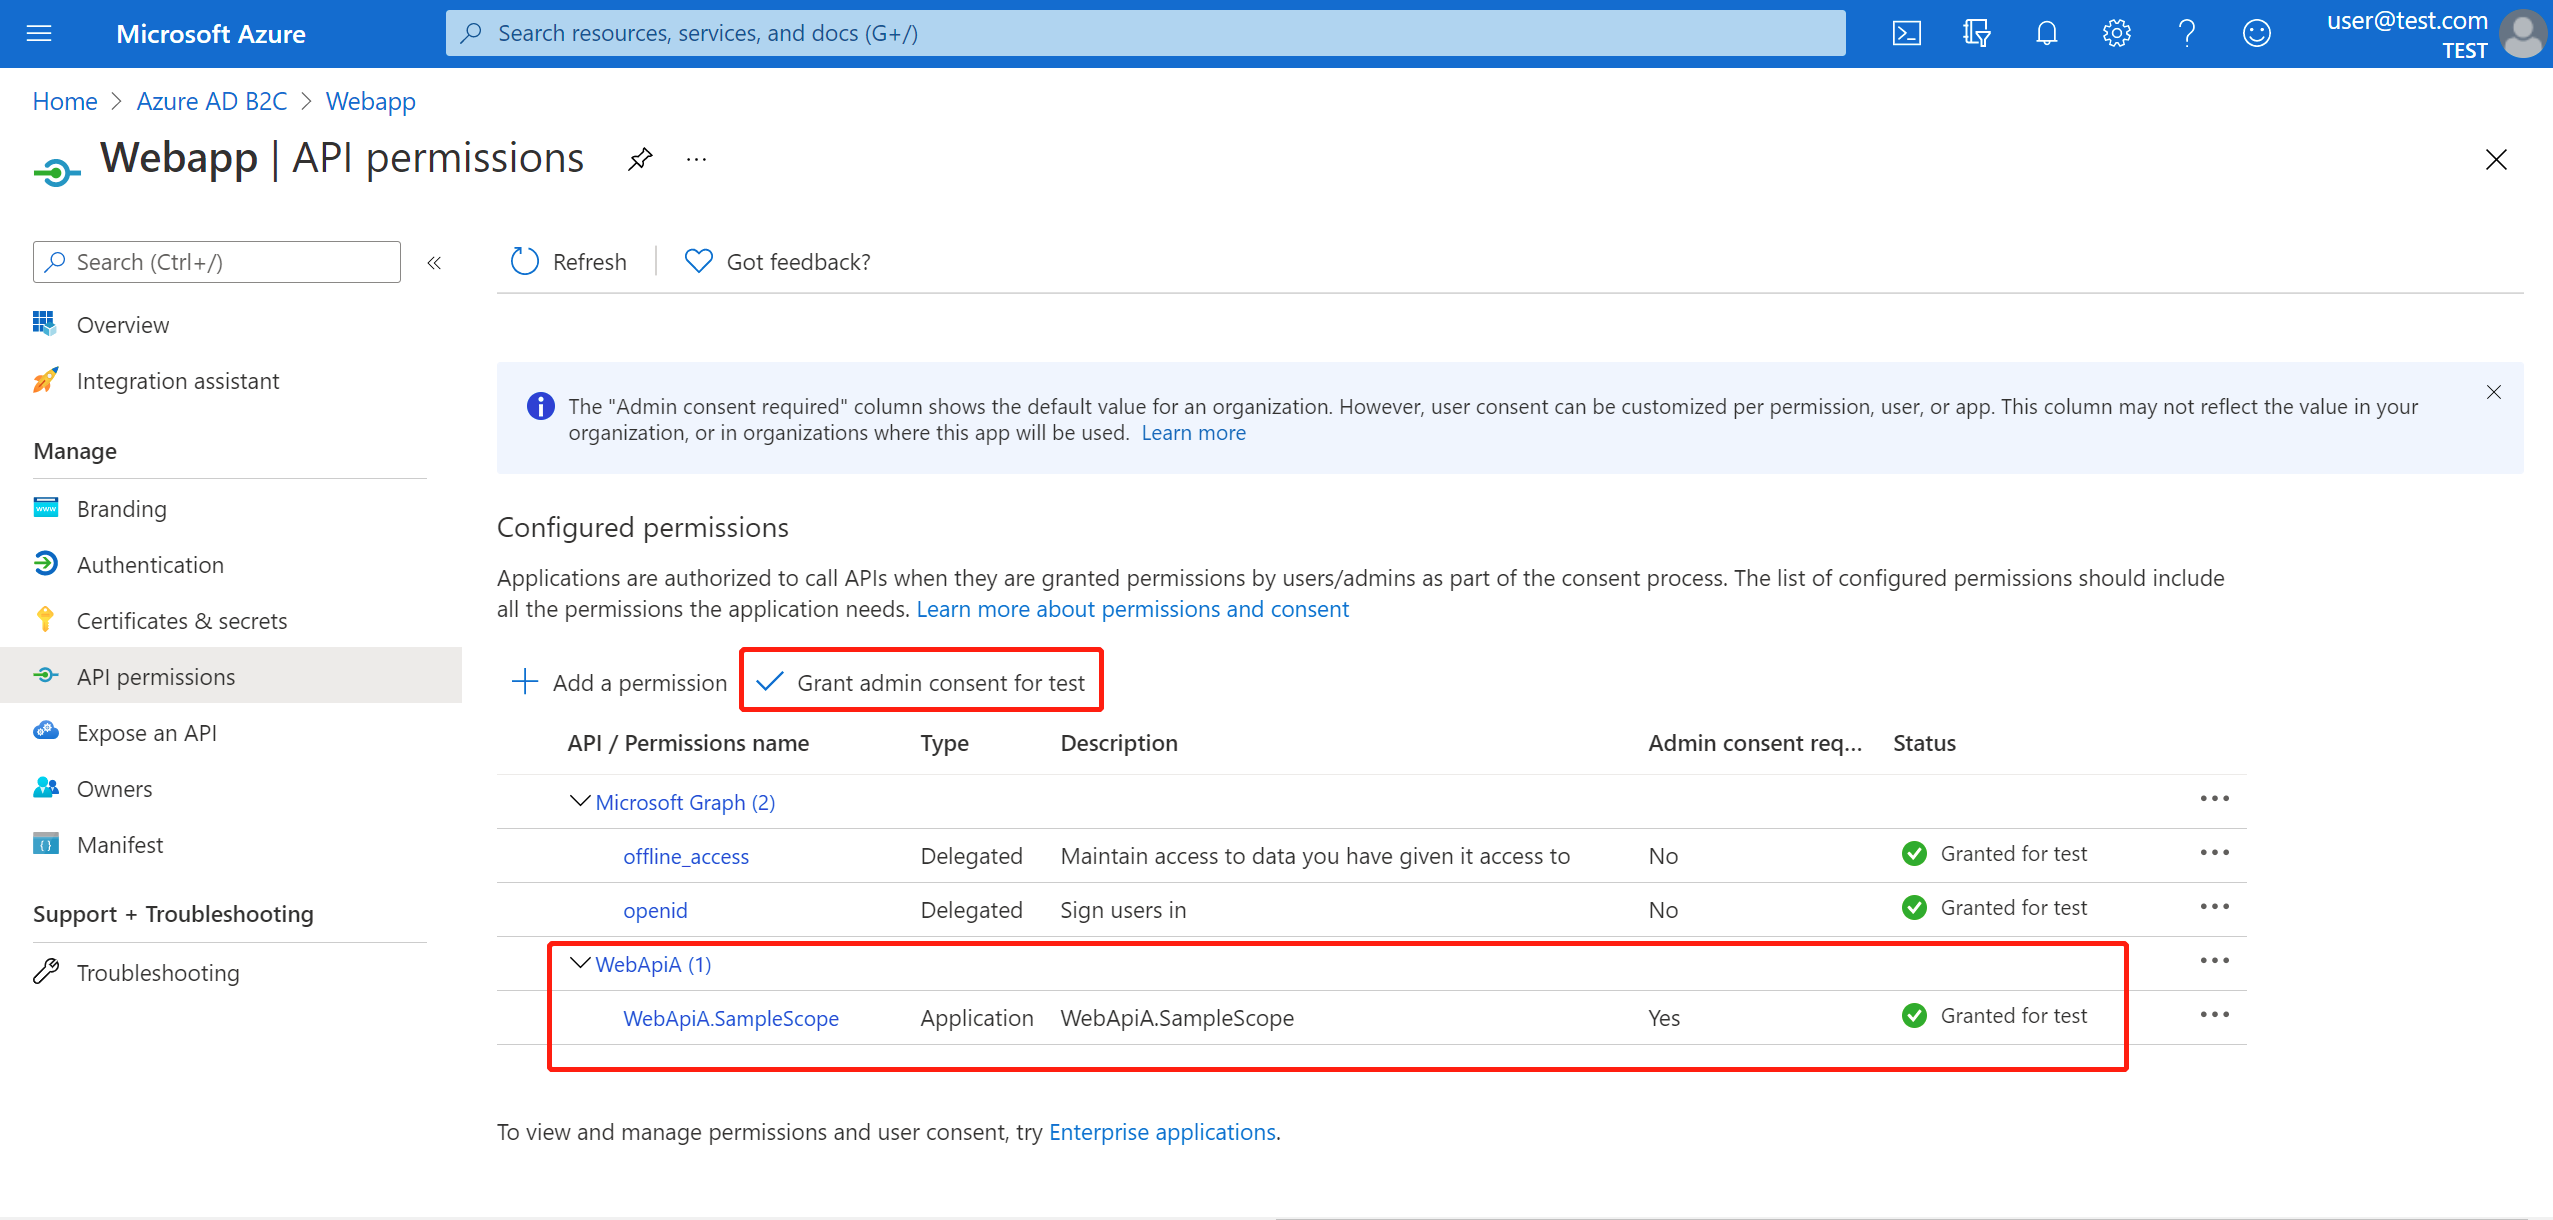 Microsoft Azure
Search resources, services, and docs (G+/)
user@test.com
TEST
Home > Azure AD B2C > Webapp
Webapp | API permissions
Search (Ctrl+/)
Overview
Integration assistant
Manage
Branding
Authentication
Certificates & secrets
API permissions
Expose an API
Owners
Manifest
Support + Troubleshooting
Troubleshooting
Refresh
Got feedback?
The "Admin consent required" column shows the default value for an organization. However, user consent can be customized per permission, user, or app. This column may not reflect the value in your
organization, or in organizations where this app will be used. Learn more
Configured permissions
Applications are authorized to call APIs when they are granted permissions by users/admins as part of the consent process. The list of configured permissions should include
all the permissions the application needs. Learn more about permissions and consent
Add a permission Grant admin consent for test
API / Permissions name Type Description Admin consent req... Status
Microsoft Graph (2)
offline_access Delegated Maintain access to data you have given it access to No Granted for test
openid Delegated Sign users in No Granted for test
WebApiA (1)
WebApiA.SampleScope Application WebApiA.SampleScope Yes Granted for test
To view and manage permissions and user consent, try Enterprise applications.